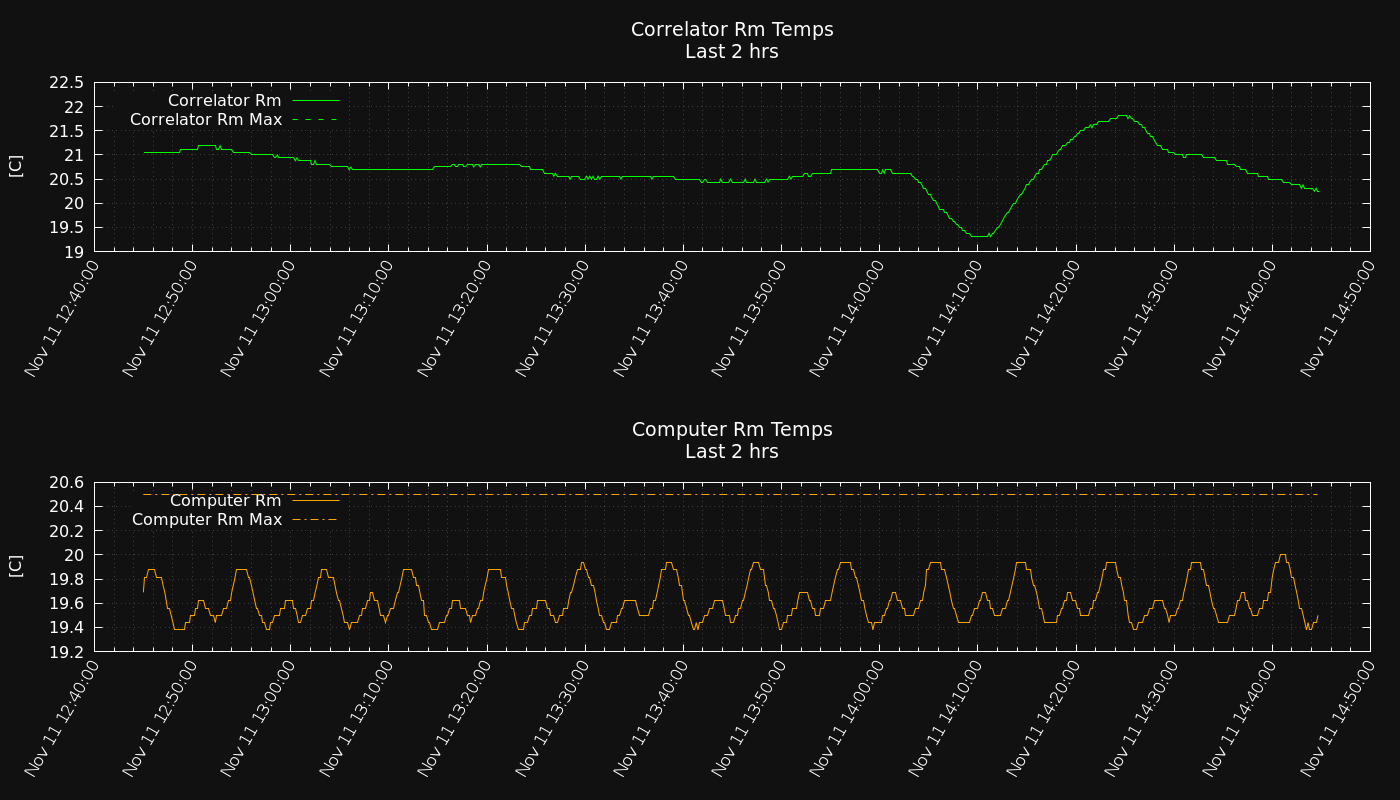 Correlator Rm Temps
Last 2 hrs
22.5
22
21.5
21
20.5
20
19.5
19
[C]
Correlator Rm
Correlator Rm Max
Nov 11 12:40:00
Nov 11 12:50:00
Nov 11 13:00:00
Nov 11 13:10:00
Nov 11 13:20:00
Nov 11 13:30:00
Nov 11 13:40:00
Nov 11 13:50:00
Nov 11 14:00:00
Nov 11 14:10:00
Nov 11 14:20:00
Nov 11 14:30:00
Nov 11 14:40:00
Nov 11 14:50:00
Computer Rm Temps
Last 2 hrs
20.6
20.4
20.2
20
19.8
19.6
19.4
19.2
[C]
Computer Rm
Computer Rm Max
Nov 11 12:40:00
Nov 11 12:50:00
Nov 11 13:00:00
Nov 11 13:10:00
Nov 11 13:20:00
Nov 11 13:30:00
Nov 11 13:40:00
Nov 11 13:50:00
Nov 11 14:00:00
Nov 11 14:10:00
Nov 11 14:20:00
Nov 11 14:30:00
Nov 11 14:40:00
Nov 11 14:50:00